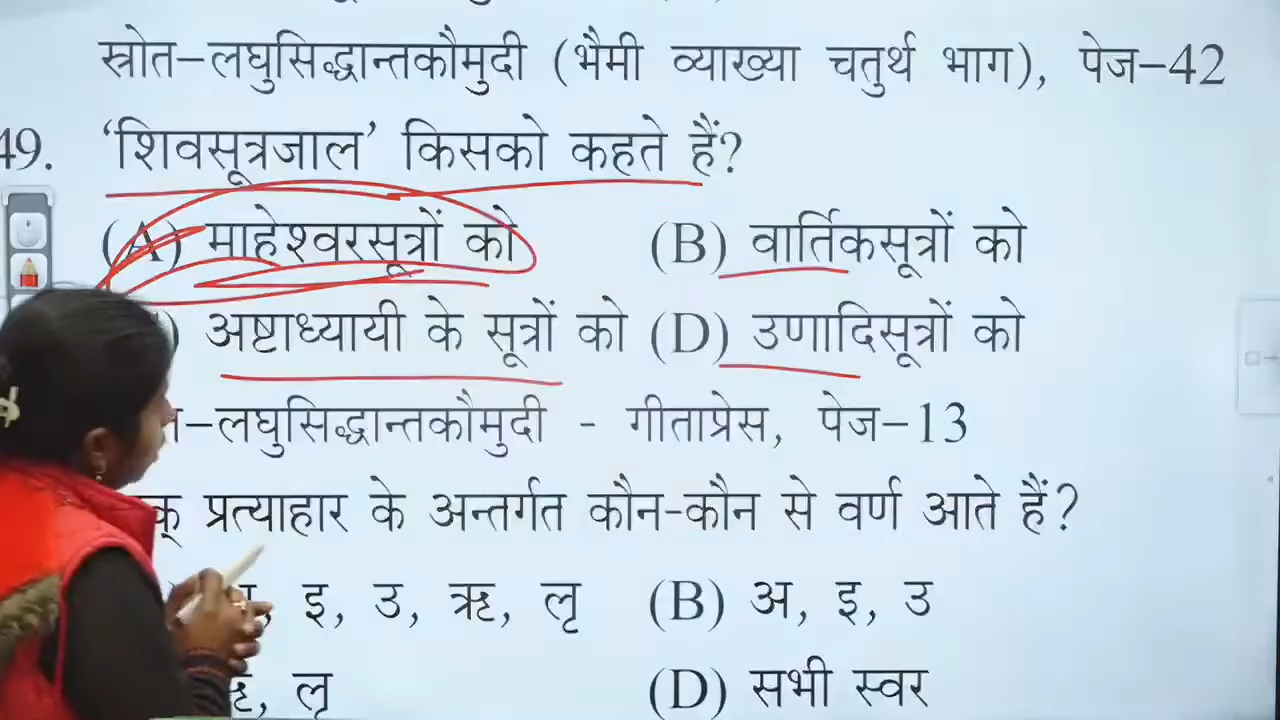 स्रोत–लघुसिद्धान्तकौमुदी (भैमी व्याख्या चतुर्थ भाग), पेज–42
49. ‘शिवसूत्रजाल’ किसको कहते हैं?
(A) माहेश्वरसूत्रों को (B) वार्तिकसूत्रों को
) अष्टाध्यायी के सूत्रों को (D) उणादिसूत्रों को
–लघुसिद्धान्तकौमुदी - गीताप्रेस, पेज–13
क् प्रत्याहार के अन्तर्गत कौन-कौन से वर्ण आते हैं?
, इ, उ, ऋ, लृ (B) अ, इ, उ
, लृ (D) सभी स्वर